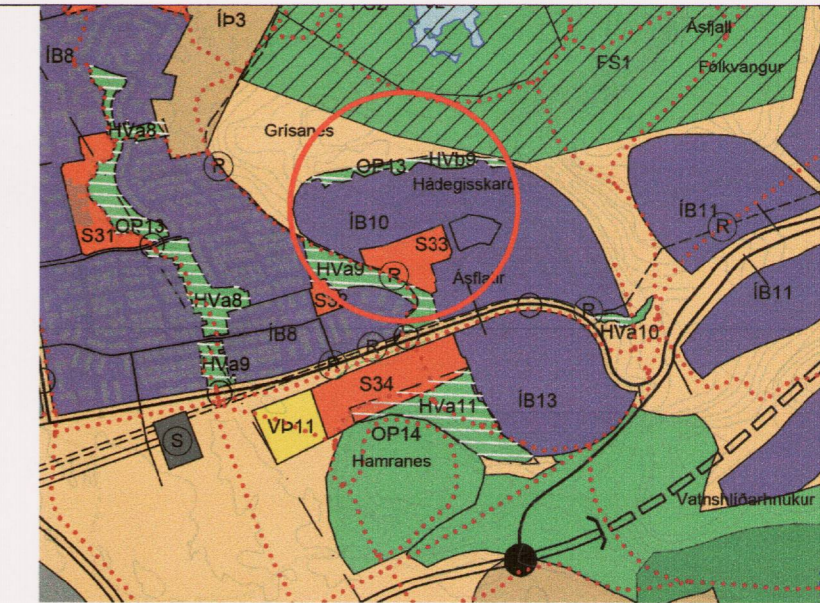 ÍÞ3
Ásfjall
ÍB8
FS1
Fólkvangur
HVa8
Grísanes
R
OP13
HVb9
Hádegisskarð
ÍB10
ÍB11
R
S31
OP13
S33
HVa9
R
Ásflatir
HVa8
ÍB11
R
ÍB8
HVa10
R
R
HVa9
S34
ÍB13
HVa11
VÞ11
OP14
S
Hamranes
Vatnshlíðarhnúkur